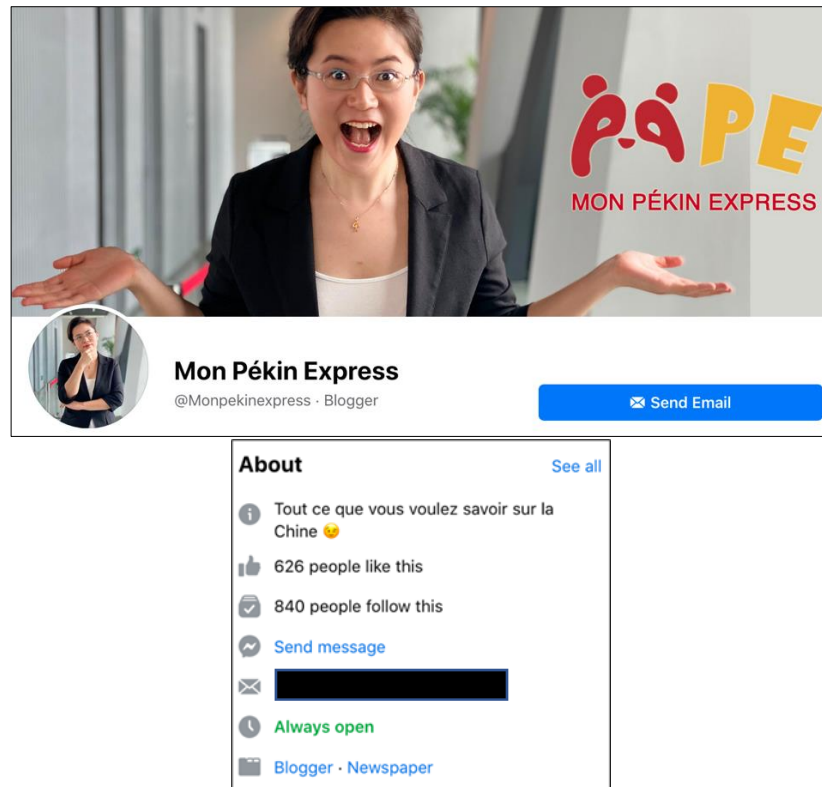 PE
MON PÉKIN EXPRESS
Mon Pékin Express
@Monpekinexpress · Blogger
Send Email
About
See all
Tout ce que vous voulez savoir sur la
Chine 😉
626 people like this
840 people follow this
Send message
Always open
Blogger · Newspaper